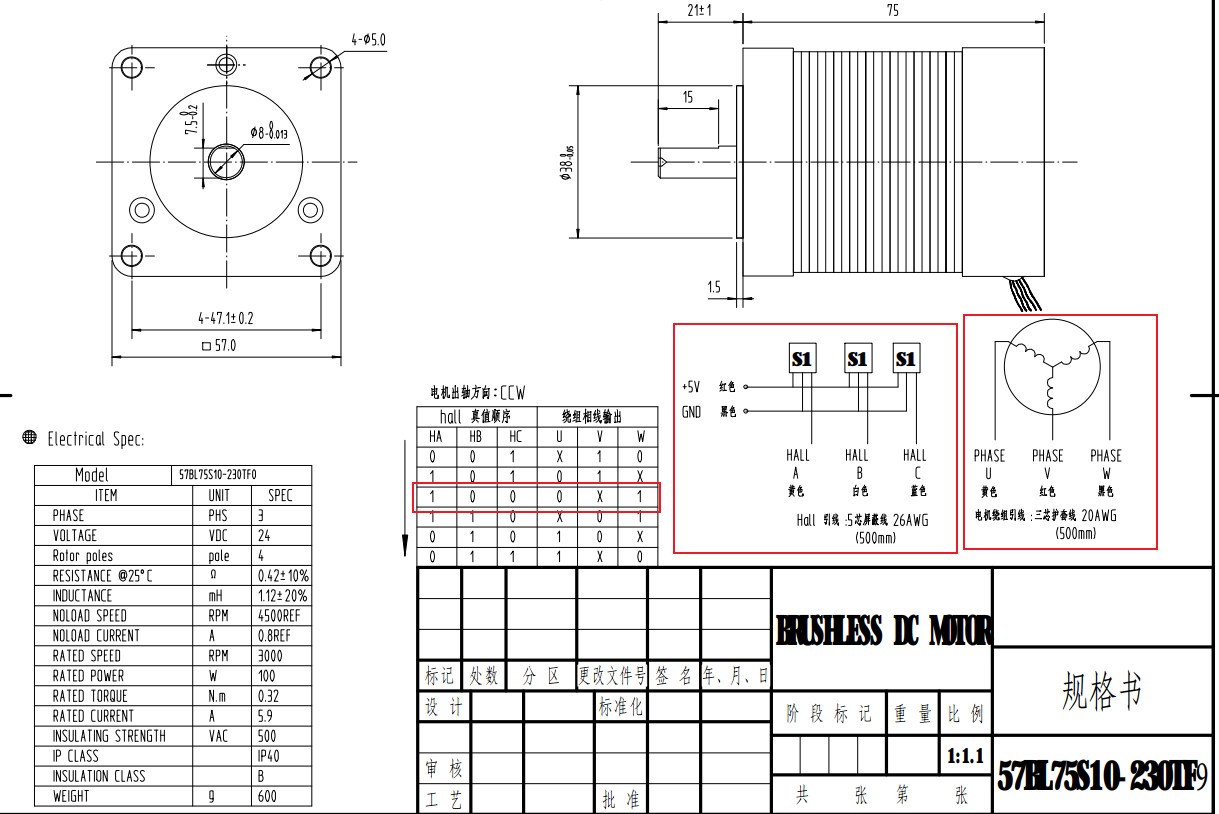 21±1
75
4-Φ5.0
15
7.5-0.2
Φ8-0.013
Φ38-0.05
1.5
4-47.1±0.2
□57.0
Electrical Spec:
Model 57BL75S10-230TF0
ITEM UNIT SPEC
PHASE PHS 3
VOLTAGE VDC 24
Rotor poles pole 4
RESISTANCE @25°C Ω 0.42±10%
INDUCTANCE mH 1.12±20%
NOLOAD SPEED RPM 4500REF
NOLOAD CURRENT A 0.8REF
RATED SPEED RPM 3000
RATED POWER W 100
RATED TORQUE N.m 0.32
RATED CURRENT A 5.9
INSULATING STRENGTH VAC 500
IP CLASS IP40
INSULATION CLASS B
WEIGHT g 600
电机出轴方向:CCW
hall 真值顺序 绕组相线输出
HA HB HC U V W
0 0 1 X 1 0
1 0 1 0 1 X
1 0 0 0 X 1
1 1 0 X 0 1
0 1 0 1 0 X
0 1 1 1 X 0
S1 S1 S1
+5V 红色
GND 黑色
HALL HALL HALL
A B C
黄色 白色 蓝色
Hall 引线:5芯屏蔽线 26AWG
(500mm)
PHASE PHASE PHASE
U V W
黄色 红色 黑色
电机绕组引线:三芯护套线 20AWG
(500mm)
标记 处数 分 区 更改文件号 签 名 年、月、日
设 计 标准化
审 核
工 艺 批 准
BRUSHLESS DC MOTOR
阶 段 标 记 重 量 比 例
1:1.1
共 张 第 张
规格书
57BL75S10-230TF9